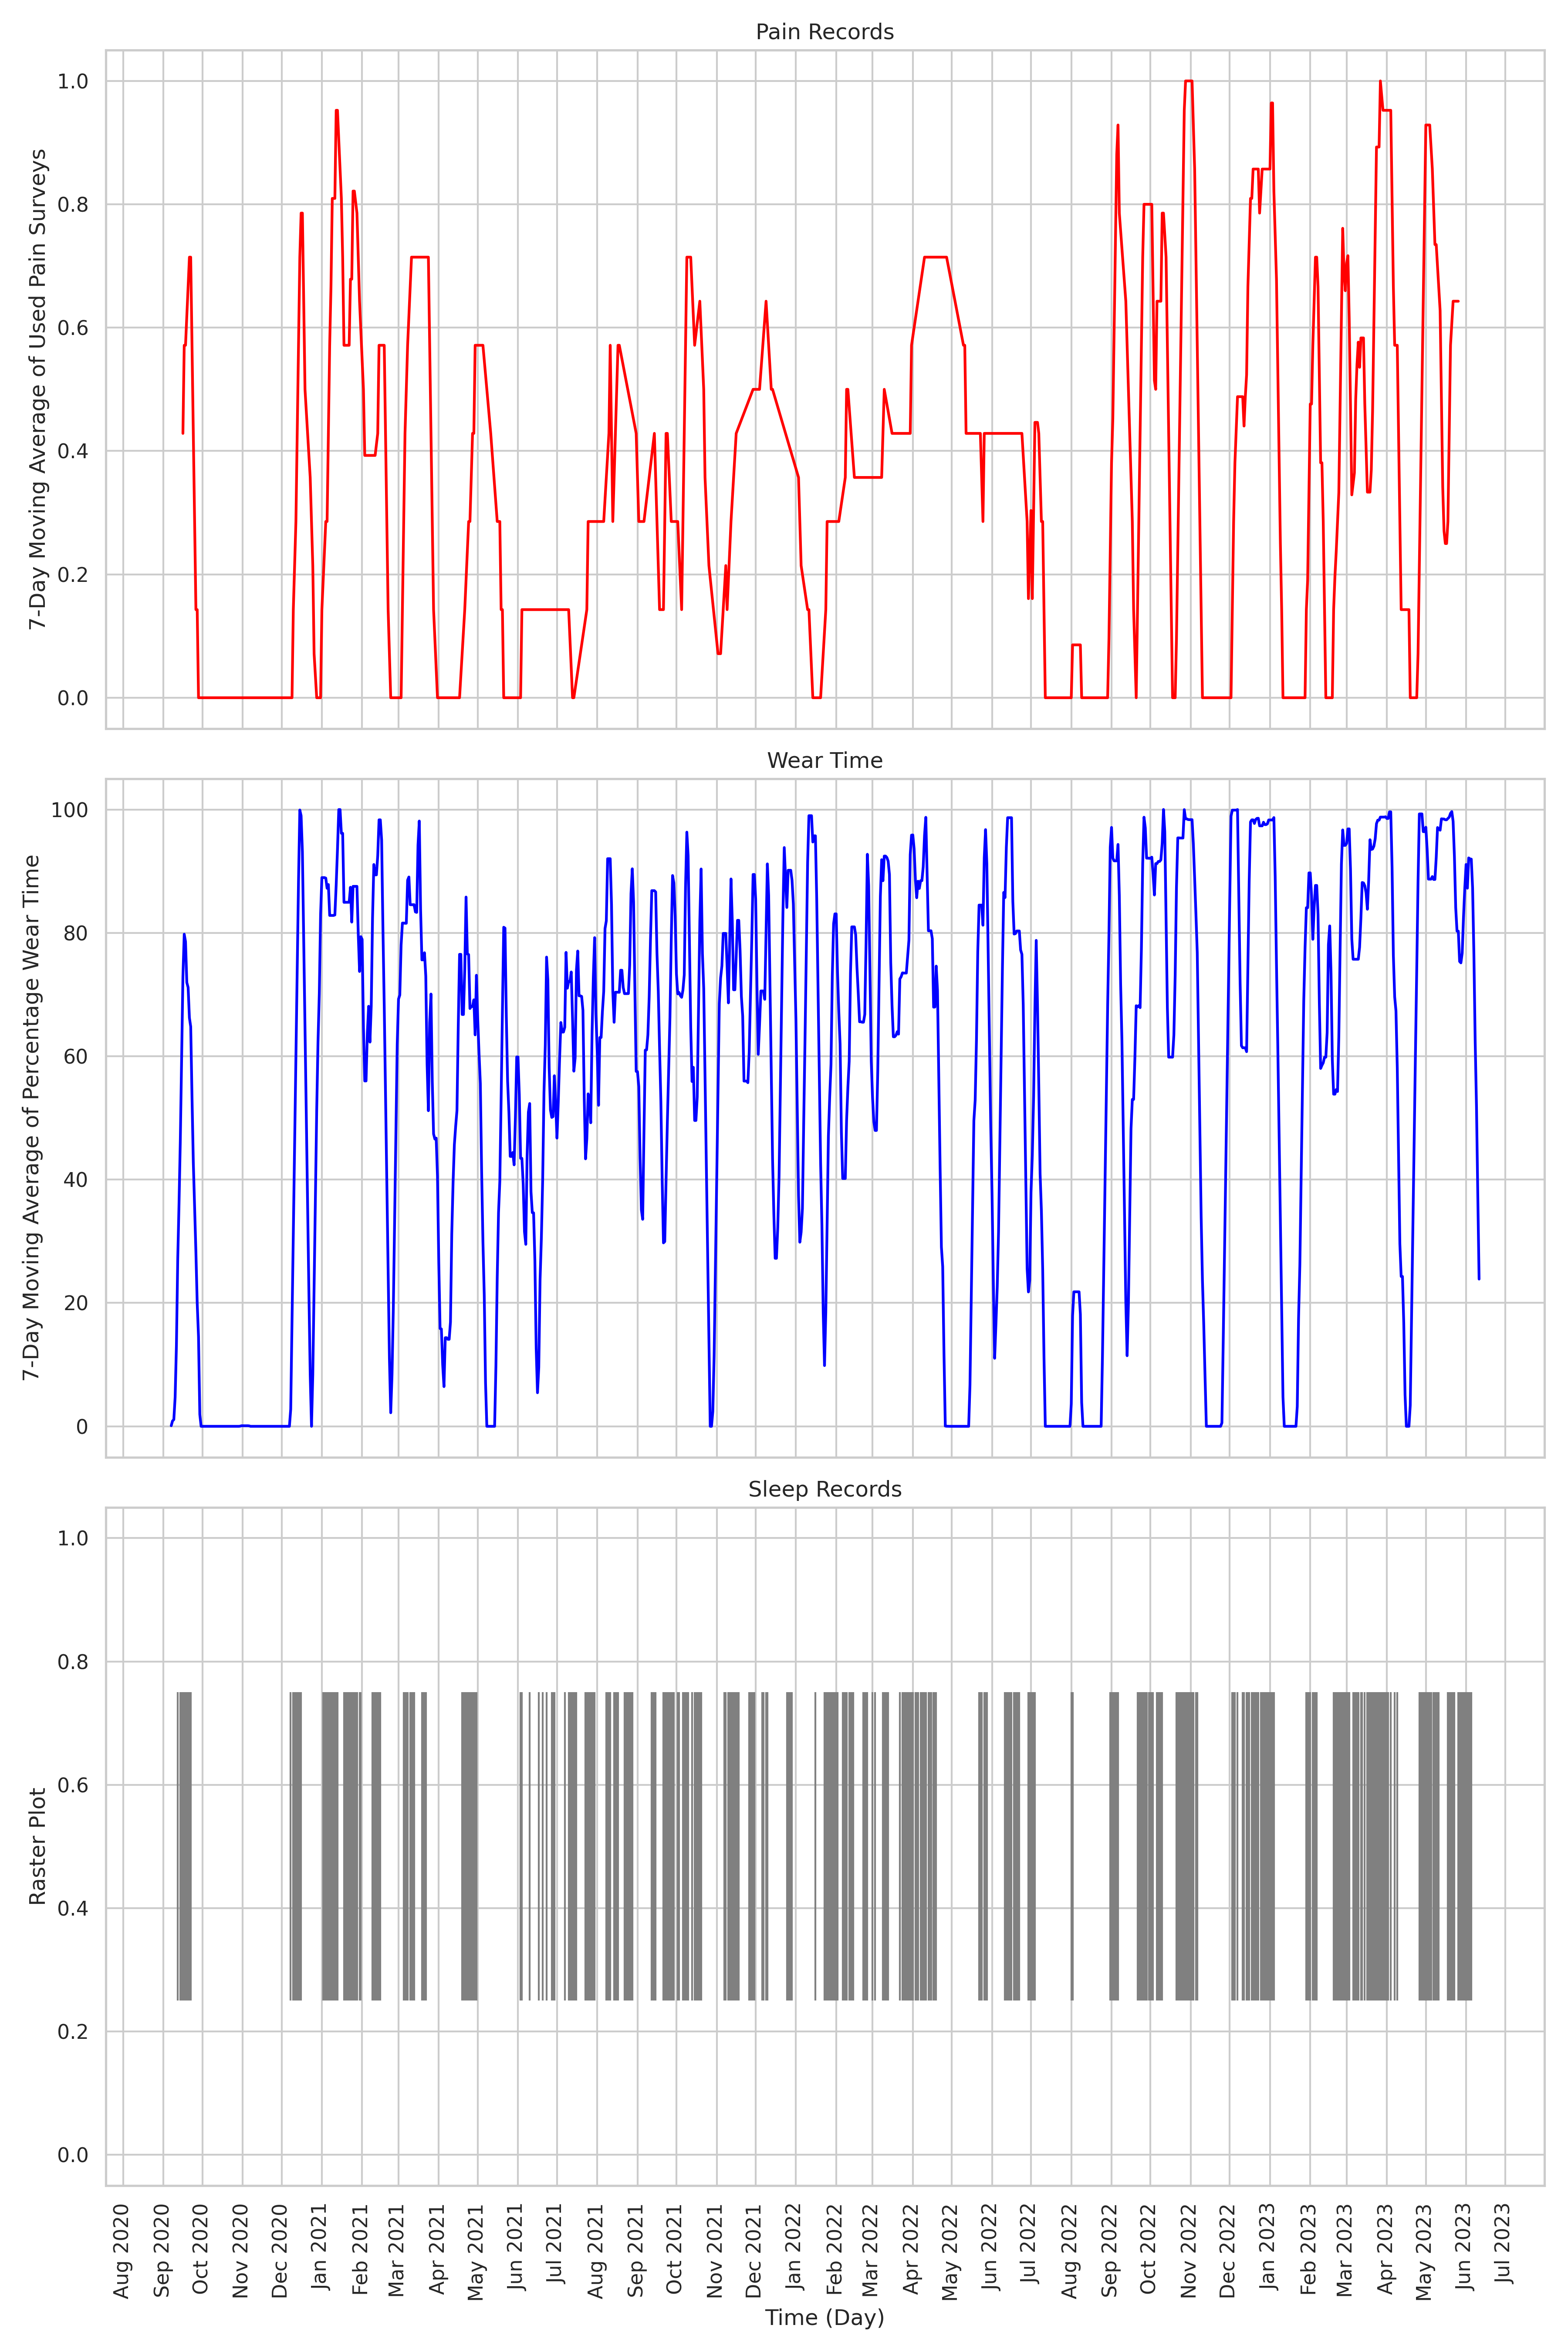 Pain Records
7-Day Moving Average of Used Pain Surveys
1.0
0.8
0.6
0.4
0.2
0.0
Wear Time
7-Day Moving Average of Percentage Wear Time
100
80
60
40
20
0
Sleep Records
Raster Plot
1.0
0.8
0.6
0.4
0.2
0.0
Aug 2020
Sep 2020
Oct 2020
Nov 2020
Dec 2020
Jan 2021
Feb 2021
Mar 2021
Apr 2021
May 2021
Jun 2021
Jul 2021
Aug 2021
Sep 2021
Oct 2021
Nov 2021
Dec 2021
Jan 2022
Feb 2022
Mar 2022
Apr 2022
May 2022
Jun 2022
Jul 2022
Aug 2022
Sep 2022
Oct 2022
Nov 2022
Dec 2022
Jan 2023
Feb 2023
Mar 2023
Apr 2023
May 2023
Jun 2023
Jul 2023
Time (Day)